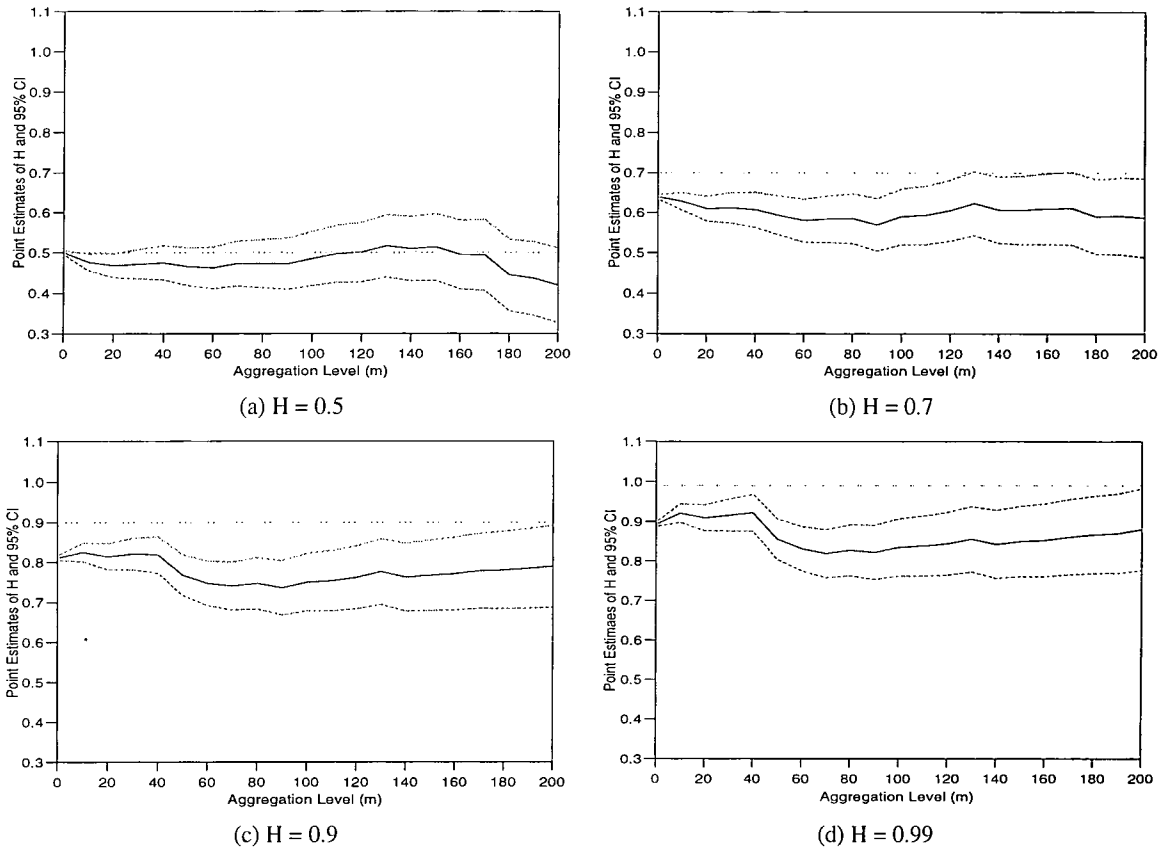 Point Estimates of H and 95% CI
1.1
1.0
0.9
0.8
0.7
0.6
0.5
0.4
0.3
0 20 40 60 80 100 120 140 160 180 200
Aggregation Level (m)
(a) H = 0.5
Point Estimates of H and 95% CI
1.1
1.0
0.9
0.8
0.7
0.6
0.5
0.4
0.3
0 20 40 60 80 100 120 140 160 180 200
Aggregation Level (m)
(b) H = 0.7
Point Estimates of H and 95% CI
1.1
1.0
0.9
0.8
0.7
0.6
0.5
0.4
0.3
0 20 40 60 80 100 120 140 160 180 200
Aggregation Level (m)
(c) H = 0.9
Point Estimaes of H and 95% CI
1.1
1.0
0.9
0.8
0.7
0.6
0.5
0.4
0.3
0 20 40 60 80 100 120 140 160 180 200
Aggregation Level (m)
(d) H = 0.99